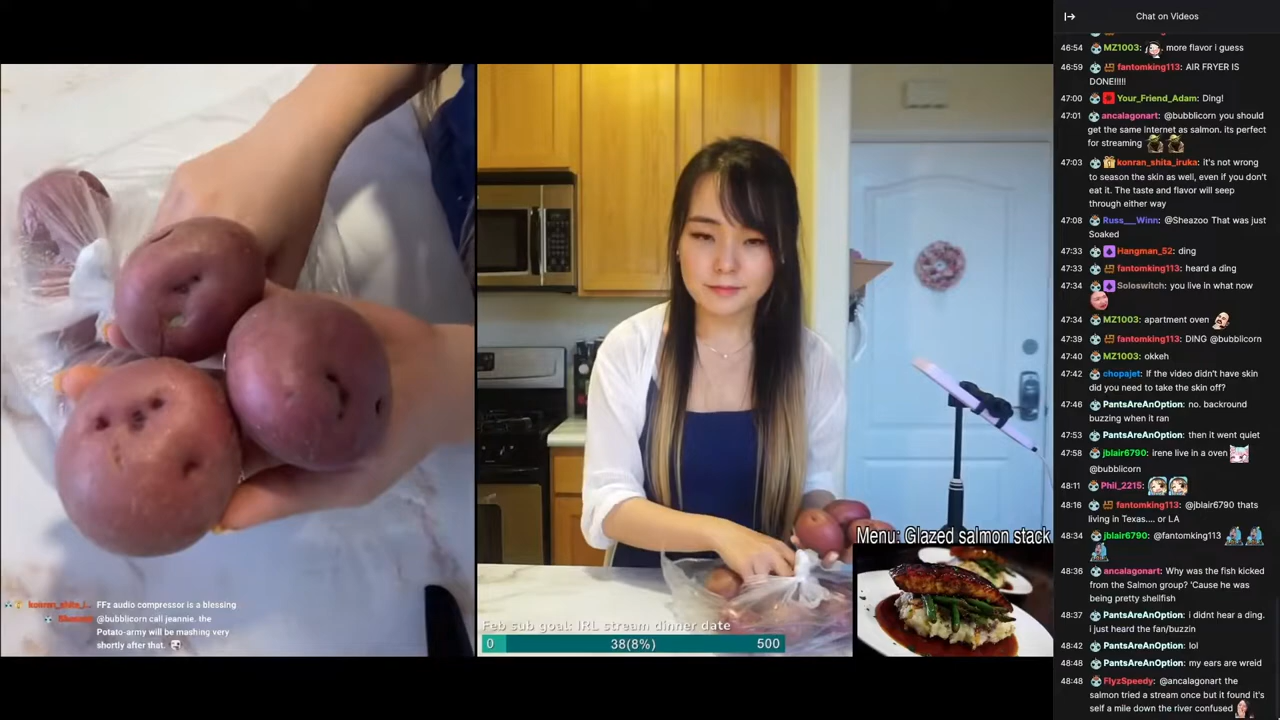 Chat on Videos
46:54 MZ1003: more flavor i guess
46:59 fantomking113: AIR FRYER IS
DONE!!!!!
47:00 Your_Friend_Adam: Ding!
47:01 ancalagonart: @bubblicorn you should
get the same internet as salmon. its perfect
for streaming
47:03 konran_shita_iruka: it's not wrong
to season the skin as well, even if you don't
eat it. The taste and flavor will seep
through either way
47:08 Russ___Winn: @Sheazoo That was just
Soaked
47:33 Hangman_52: ding
47:33 fantomking113: heard a ding
47:34 Soloswitch: you live in what now
47:34 MZ1003: apartment oven
47:39 fantomking113: DING @bubblicorn
47:40 MZ1003: okkeh
47:42 chopajet: If the video didn't have skin
did you need to take the skin off?
47:46 PantsAreAnOption: no. backround
buzzing when it ran
47:53 PantsAreAnOption: then it went quiet
47:58 jblair6790: irene live in a oven
@bubblicorn
48:11 Phil_2215:
48:16 fantomking113: @jblair6790 thats
living in Texas.... or LA
48:34 jblair6790: @fantomking113
48:36 ancalagonart: Why was the fish kicked
from the Salmon group? 'Cause he was
being pretty shellfish
48:37 PantsAreAnOption: i didnt hear a ding.
i just heard the fan/buzzin
48:42 PantsAreAnOption: lol
48:48 PantsAreAnOption: my ears are wreid
48:48 FlyzSpeedy: @ancalagonart the
salmon tried a stream once but it found it's
self a mile down the river confused
Menu: Glazed salmon stack
konran_shita_i... FFz audio compressor is a blessing
@bubblicorn call jeannie. the
Potato-army will be mashing very
shortly after that.
Feb sub goal: IRL stream dinner date
0 38(8%) 500